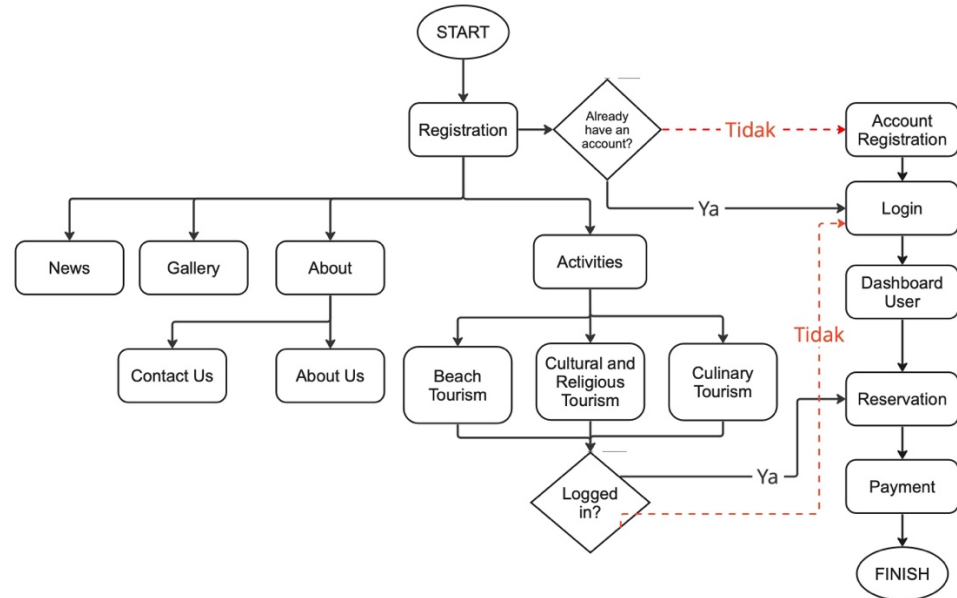 START
Registration
Already
have an
account?
Tidak
Account
Registration
Ya
Login
News
Gallery
About
Activities
Dashboard
User
Tidak
Contact Us
About Us
Beach
Tourism
Cultural and
Religious
Tourism
Culinary
Tourism
Reservation
Logged
in?
Ya
Payment
FINISH